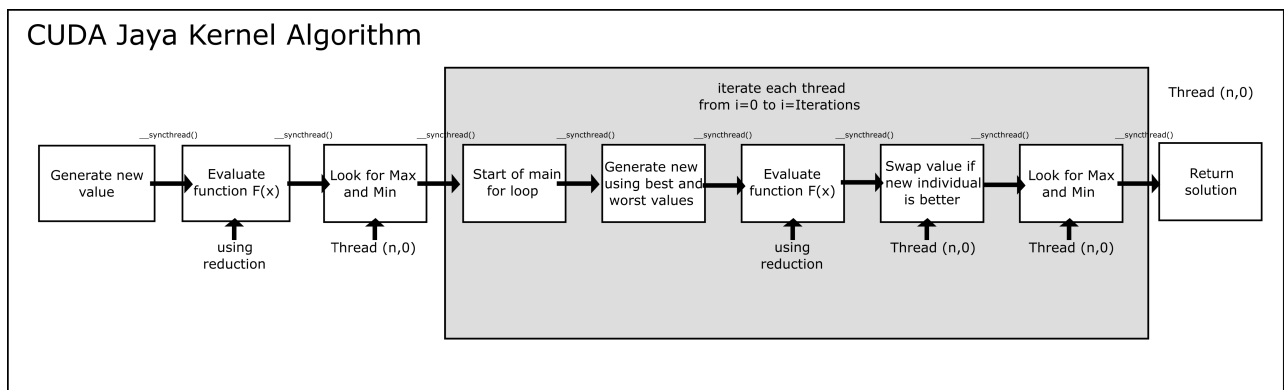 CUDA Jaya Kernel Algorithm
iterate each thread
from i=0 to i=Iterations
Thread (n,0)
__syncthread()
__syncthread()
__syncthread()
__syncthread()
__syncthread()
__syncthread()
__syncthread()
__syncthread()
Generate new
value
Evaluate
function F(x)
Look for Max
and Min
Start of main
for loop
Generate new
using best and
worst values
Evaluate
function F(x)
Swap value if
new individual
is better
Look for Max
and Min
Return
solution
using
reduction
Thread (n,0)
using
reduction
Thread (n,0)
Thread (n,0)